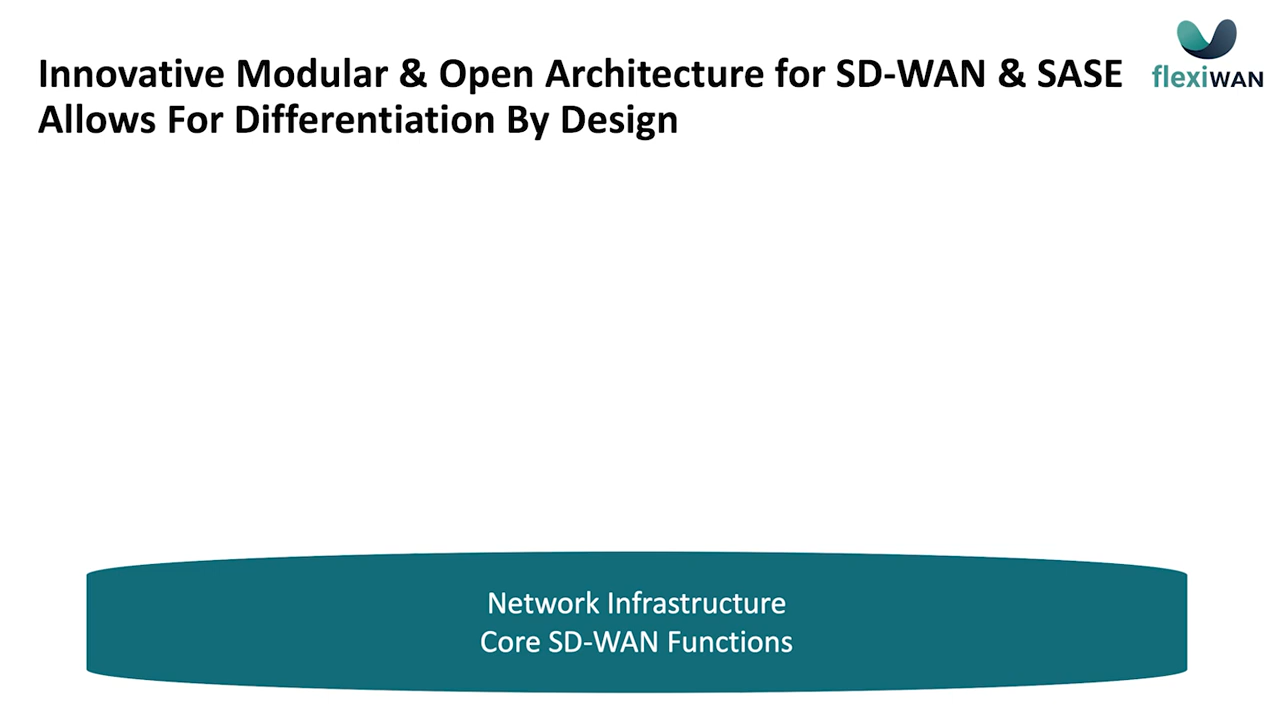 Innovative Modular & Open Architecture for SD-WAN & SASE
Allows For Differentiation By Design
flexiWAN
Network Infrastructure
Core SD-WAN Functions